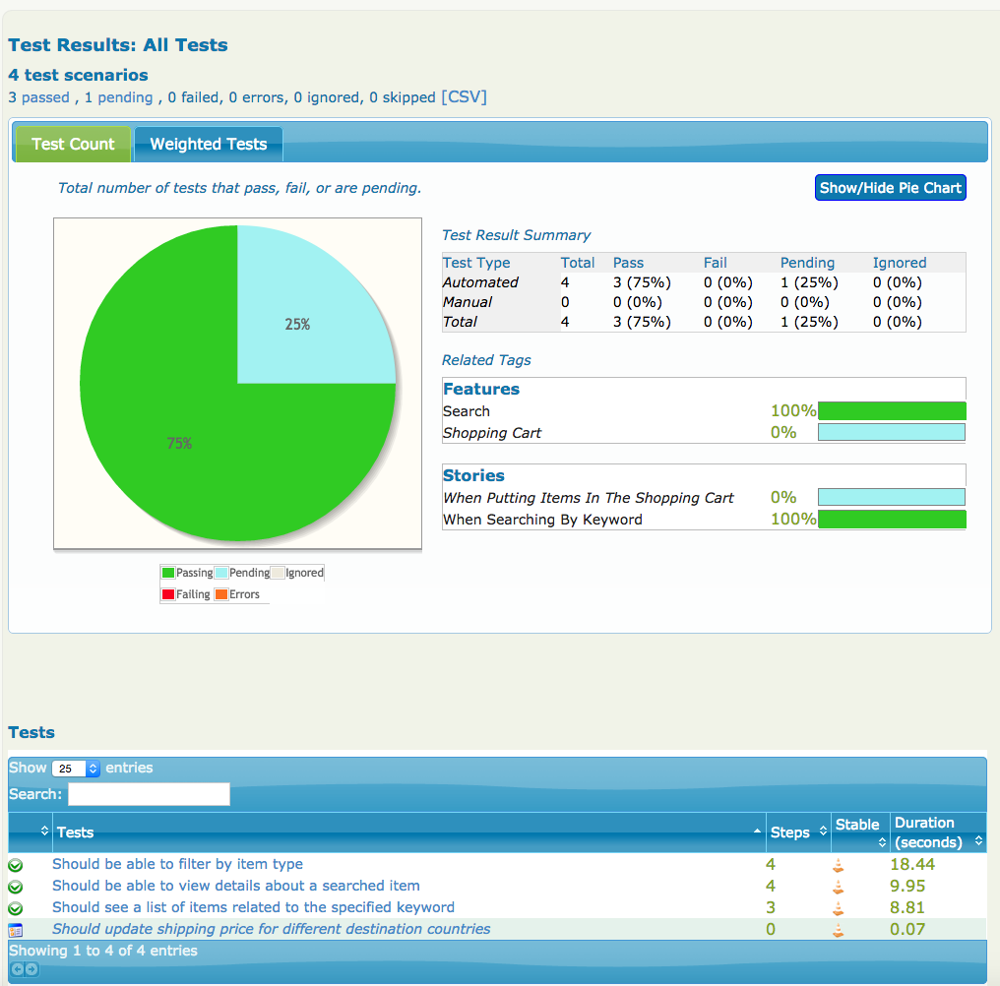 Test Results: All Tests
4 test scenarios
3 passed , 1 pending , 0 failed, 0 errors, 0 ignored, 0 skipped [CSV]
Test Count Weighted Tests
Total number of tests that pass, fail, or are pending.
Show/Hide Pie Chart
25%
75%
Passing Pending Ignored
Failing Errors
Test Result Summary
Test Type Total Pass Fail Pending Ignored
Automated 4 3 (75%) 0 (0%) 1 (25%) 0 (0%)
Manual 0 0 (0%) 0 (0%) 0 (0%) 0 (0%)
Total 4 3 (75%) 0 (0%) 1 (25%) 0 (0%)
Related Tags
Features
Search 100%
Shopping Cart 0%
Stories
When Putting Items In The Shopping Cart 0%
When Searching By Keyword 100%
Tests
Show 25 entries
Search:
Tests Steps Stable Duration (seconds)
Should be able to filter by item type 4 18.44
Should be able to view details about a searched item 4 9.95
Should see a list of items related to the specified keyword 3 8.81
Should update shipping price for different destination countries 0 0.07
Showing 1 to 4 of 4 entries